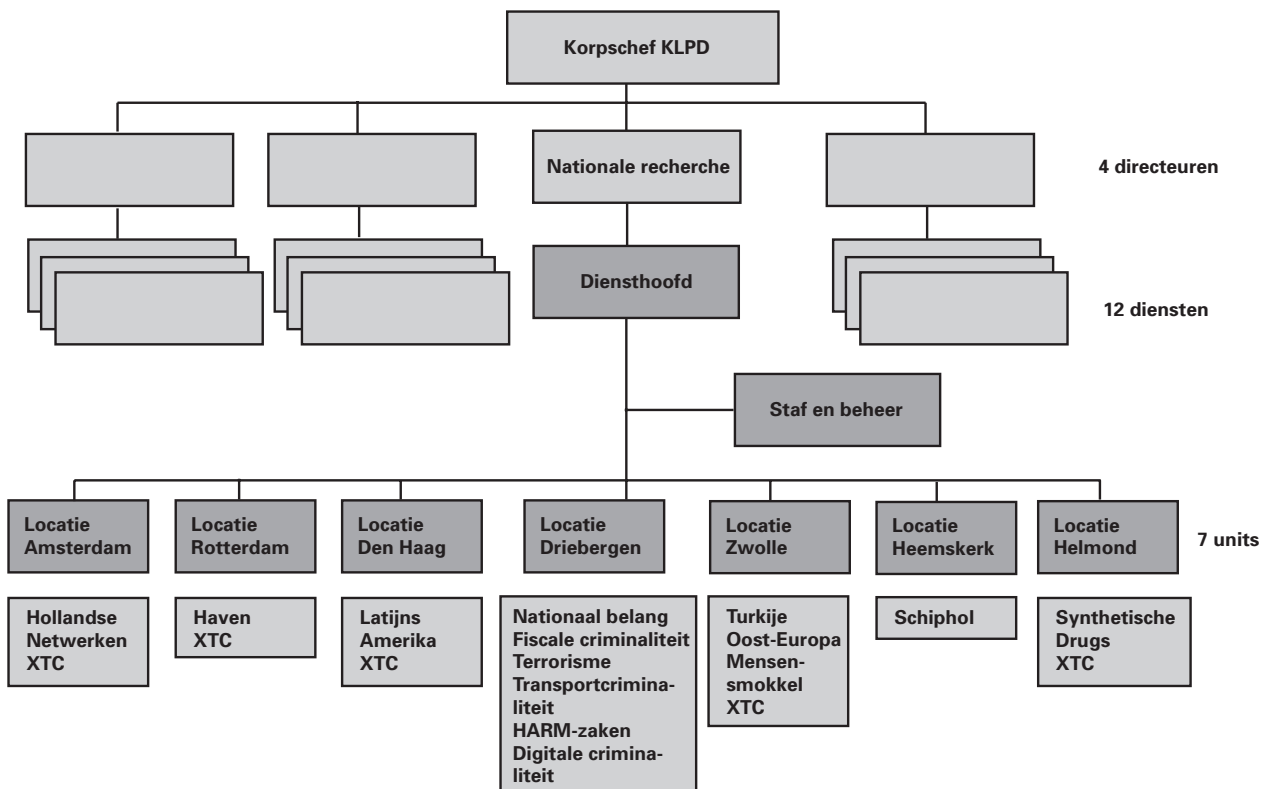 Korpschef KLPD
Nationale recherche
4 directeuren
Diensthoofd
12 diensten
Staf en beheer
Locatie
Amsterdam
Locatie
Rotterdam
Locatie
Den Haag
Locatie
Driebergen
Locatie
Zwolle
Locatie
Heemskerk
Locatie
Helmond
7 units
Hollandse
Netwerken
XTC
Haven
XTC
Latijns
Amerika
XTC
Nationaal belang
Fiscale criminaliteit
Terrorisme
Transportcrimina-
liteit
HARM-zaken
Digitale crimina-
liteit
Turkije
Oost-Europa
Mensen-
smokkel
XTC
Schiphol
Synthetische
Drugs
XTC